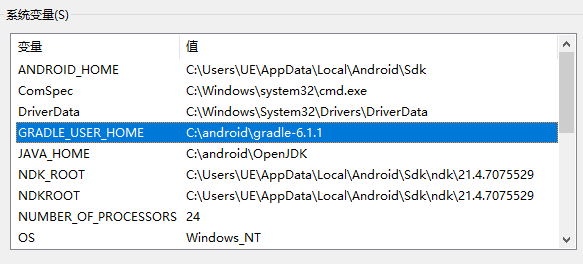 系统变量(S)
变量 值
ANDROID_HOME C:\Users\UE\AppData\Local\Android\Sdk
ComSpec C:\Windows\system32\cmd.exe
DriverData C:\Windows\System32\Drivers\DriverData
GRADLE_USER_HOME C:\android\gradle-6.1.1
JAVA_HOME C:\android\OpenJDK
NDK_ROOT C:\Users\UE\AppData\Local\Android\Sdk\ndk\21.4.7075529
NDKROOT C:\Users\UE\AppData\Local\Android\Sdk\ndk\21.4.7075529
NUMBER_OF_PROCESSORS 24
OS Windows_NT